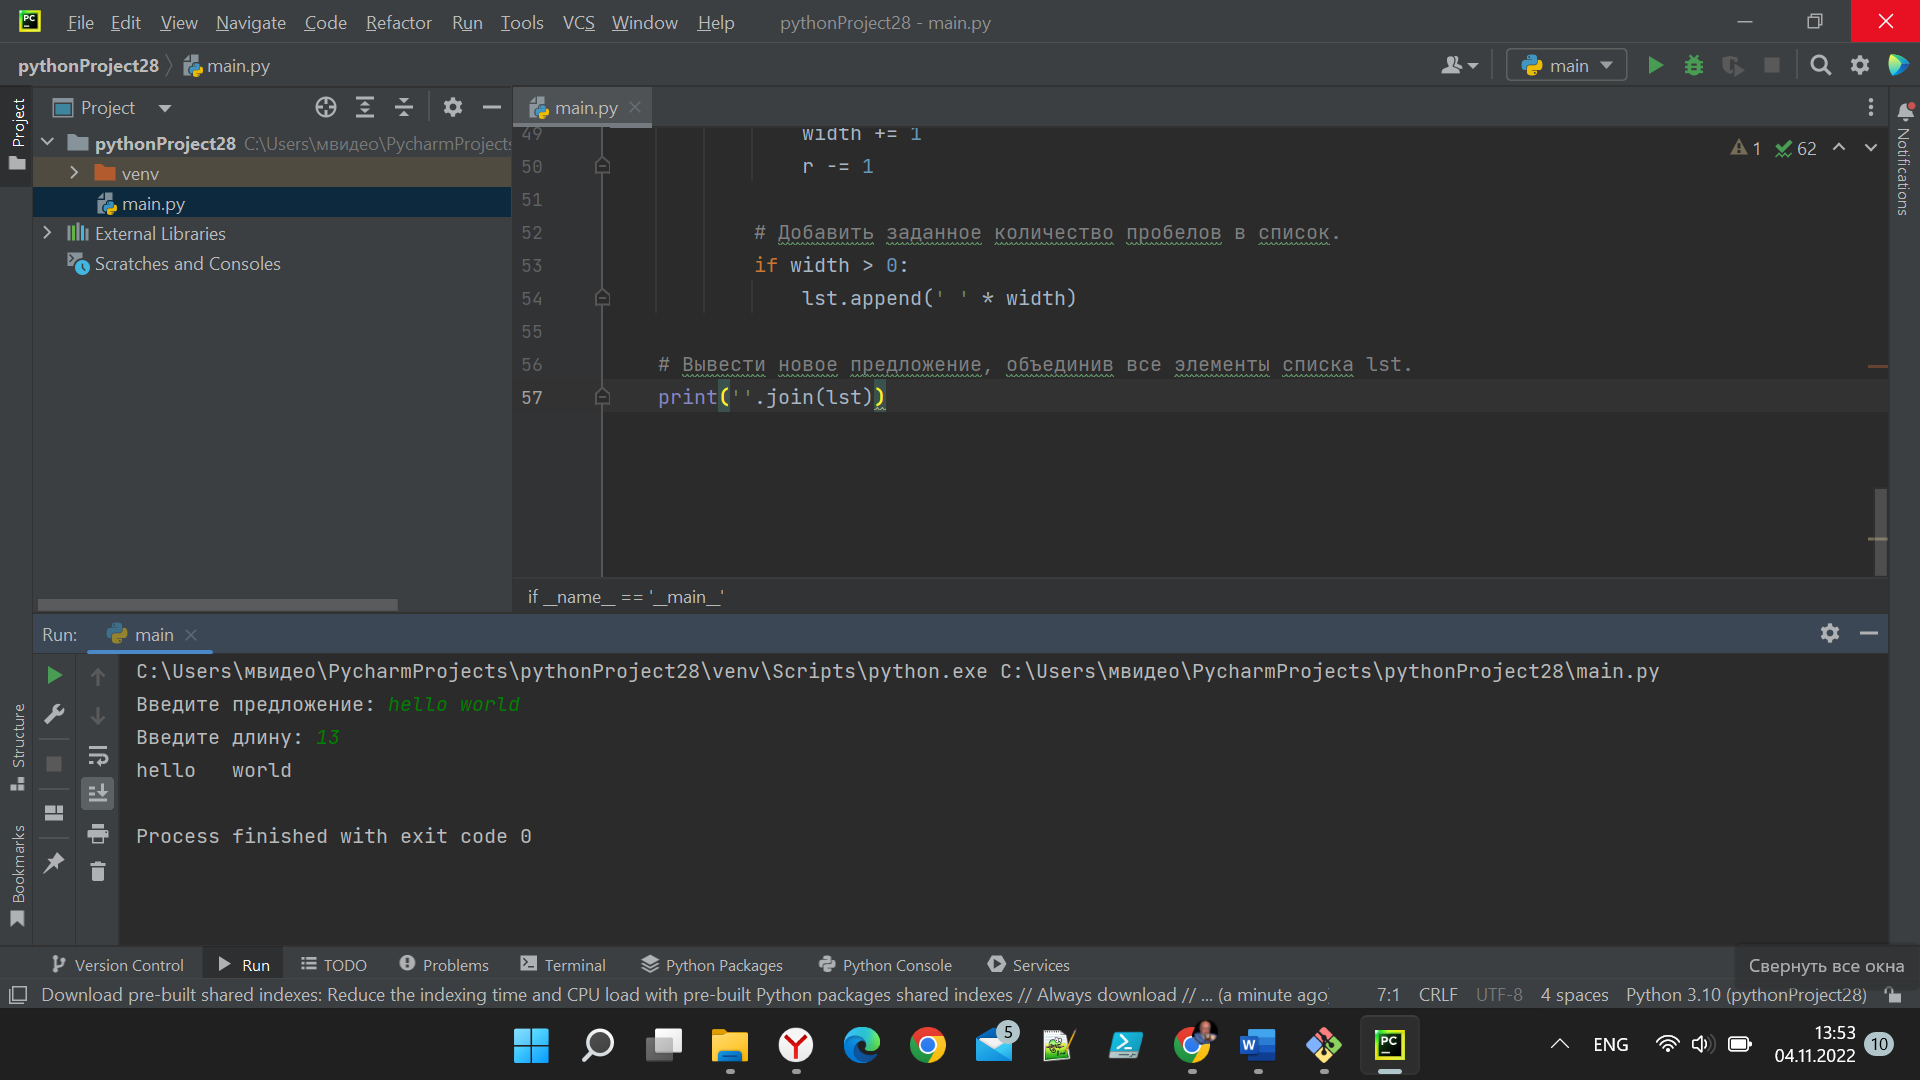 File Edit View Navigate Code Refactor Run Tools VCS Window Help pythonProject28 - main.py
pythonProject28 main.py main
Project
Project
main.py
Notifications
pythonProject28 C:\Users\мвидео\PycharmProjects
venv
main.py
External Libraries
Scratches and Consoles
1 62
49 width += 1
50 r -= 1
51
52 # Добавить заданное количество пробелов в список.
53 if width > 0:
54 lst.append(' ' * width)
55
56 # Вывести новое предложение, объединив все элементы списка lst.
57 print(''.join(lst))
if __name__ == '__main__'
Run: main
C:\Users\мвидео\PycharmProjects\pythonProject28\venv\Scripts\python.exe C:\Users\мвидео\PycharmProjects\pythonProject28\main.py
Введите предложение: hello world
Введите длину: 13
hello   world
Process finished with exit code 0
Structure
Bookmarks
Version Control Run TODO Problems Terminal Python Packages Python Console Services
Свернуть все окна
Download pre-built shared indexes: Reduce the indexing time and CPU load with pre-built Python packages shared indexes // Always download // ... (a minute ago) 7:1 CRLF UTF-8 4 spaces Python 3.10 (pythonProject28)
5
W
PC
ENG
13:53
04.11.2022
10